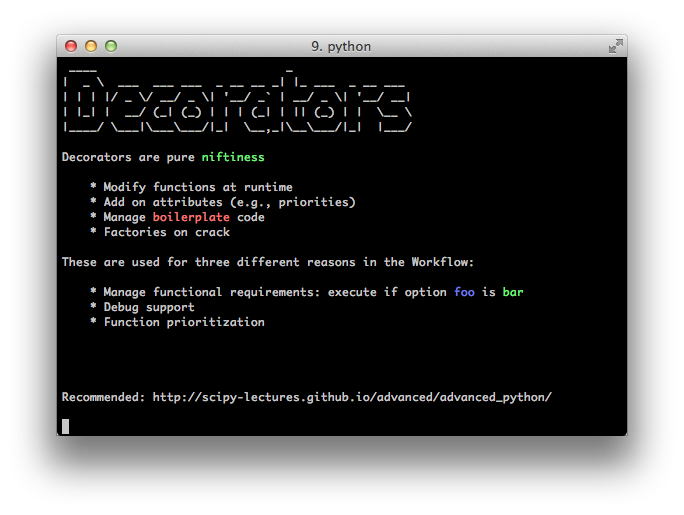 9. python
Decorators
Decorators are pure niftiness
* Modify functions at runtime
* Add on attributes (e.g., priorities)
* Manage boilerplate code
* Factories on crack
These are used for three different reasons in the Workflow:
* Manage functional requirements: execute if option foo is bar
* Debug support
* Function prioritization
Recommended: http://scipy-lectures.github.io/advanced/advanced_python/